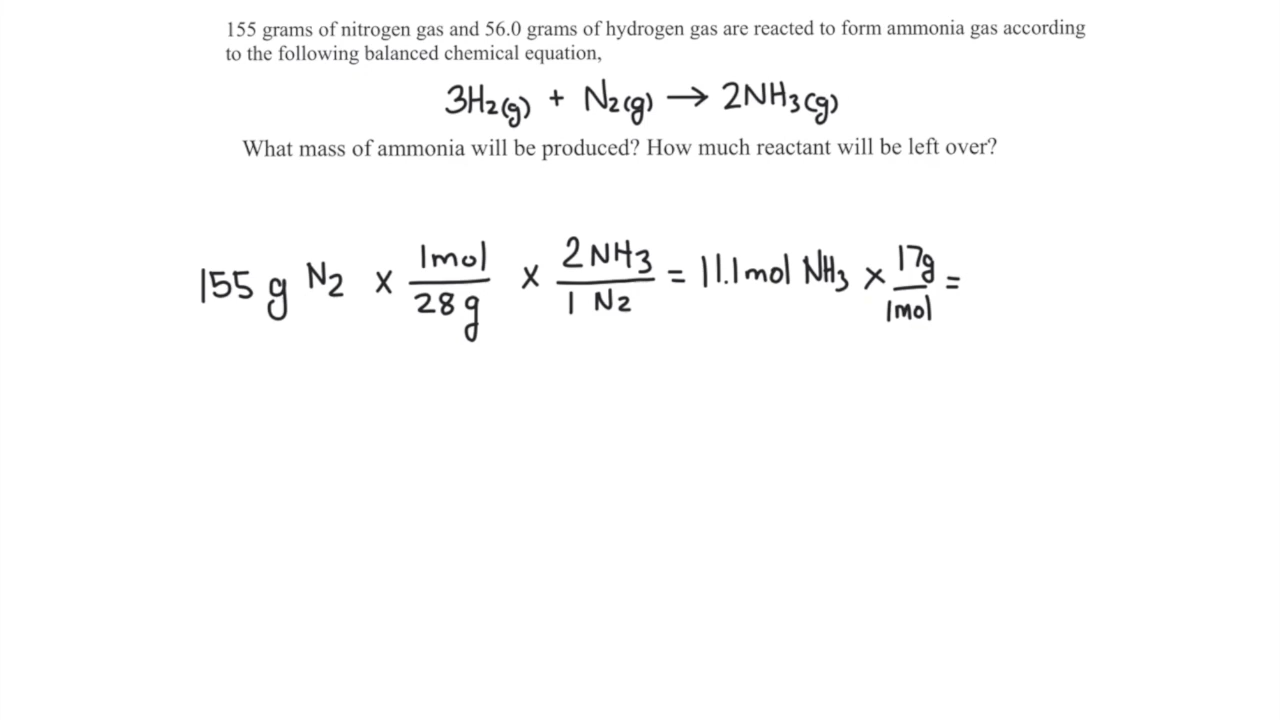 155 grams of nitrogen gas and 56.0 grams of hydrogen gas are reacted to form ammonia gas according
to the following balanced chemical equation,
3H₂(g) + N₂(g) → 2NH₃(g)
What mass of ammonia will be produced? How much reactant will be left over?
155 g N₂ × 1mol/28g × 2NH₃/1 N₂ = 11.1mol NH₃ × 17g/1mol =